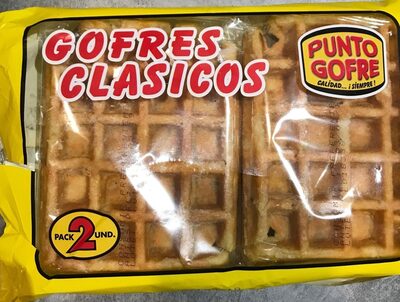 GOFRES
CLASICOS
PUNTO
GOFRE
CALIDAD... ¡SIEMPRE!
PACK 2 UND.